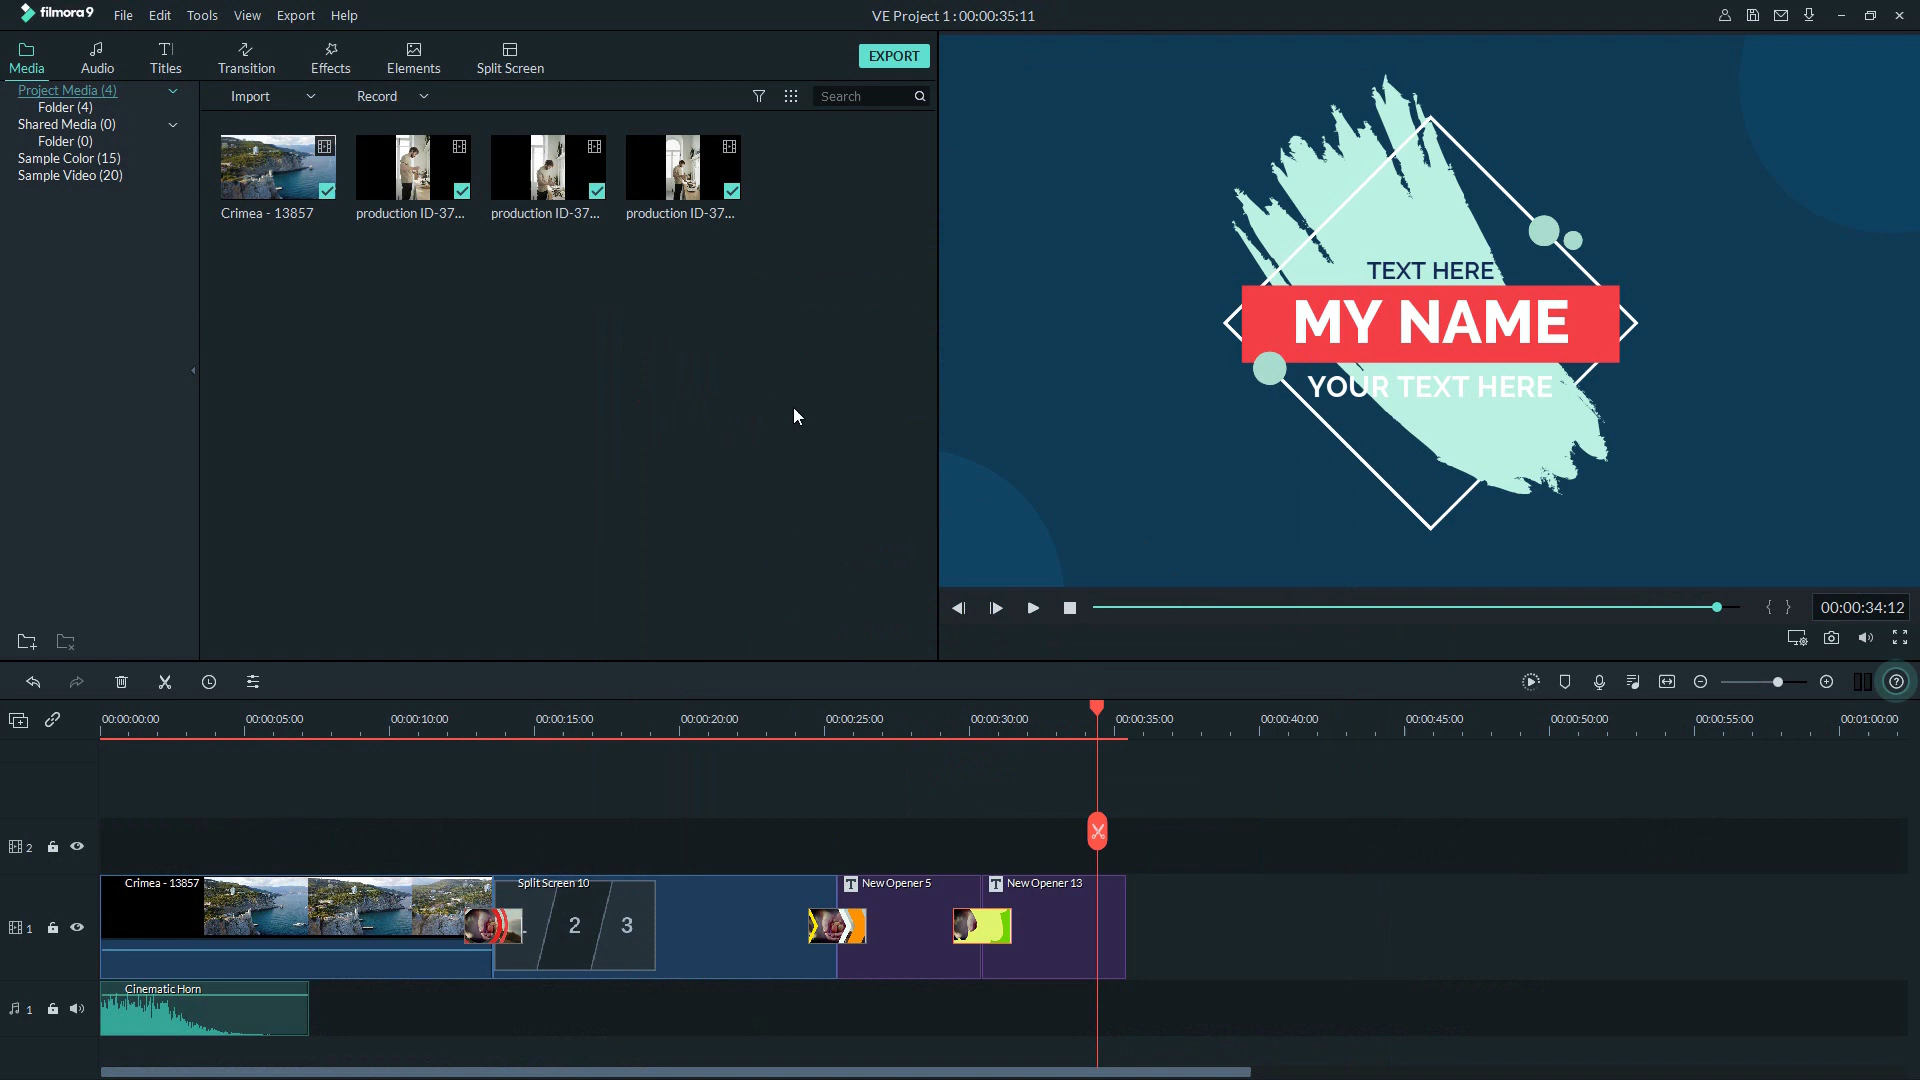 filmora9 File Edit Tools View Export Help VE Project 1 : 00:00:35:11
Media Audio Titles Transition Effects Elements Split Screen EXPORT
Project Media (4)
Folder (4)
Shared Media (0)
Folder (0)
Sample Color (15)
Sample Video (20)
Import Record Search
Crimea - 13857 production ID-37... production ID-37... production ID-37...
TEXT HERE
MY NAME
YOUR TEXT HERE
{ } 00:00:34:12
00:00:00:00 00:00:05:00 00:00:10:00 00:00:15:00 00:00:20:00 00:00:25:00 00:00:30:00 00:00:35:00 00:00:40:00 00:00:45:00 00:00:50:00 00:00:55:00 00:01:00:00
2
Crimea - 13857 Split Screen 10 T New Opener 5 T New Opener 13
1 2 3
Cinematic Horn
1